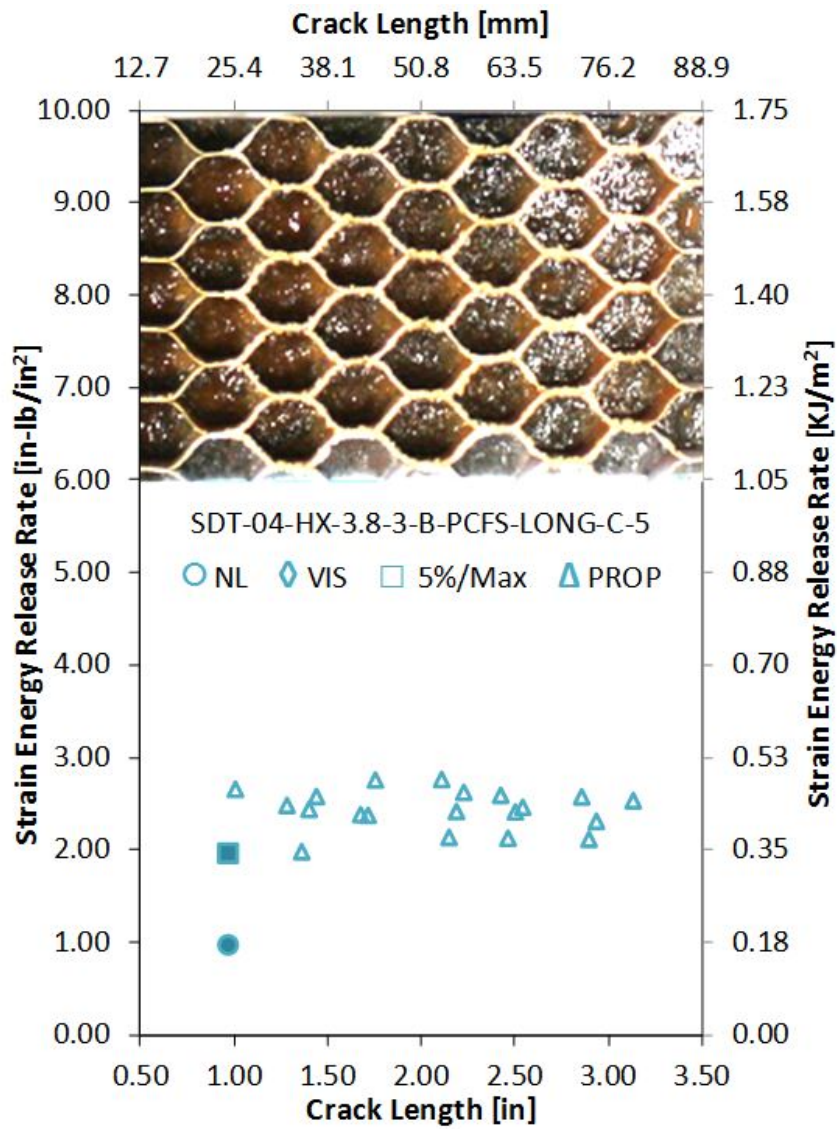 Crack Length [mm]
12.7 25.4 38.1 50.8 63.5 76.2 88.9
10.00 1.75
9.00 1.58
8.00 1.40
7.00 1.23
6.00 1.05
SDT-04-HX-3.8-3-B-PCFS-LONG-C-5
5.00 NL VIS 5%/Max PROP 0.88
4.00 0.70
3.00 0.53
2.00 0.35
1.00 0.18
0.00 0.00
0.50 1.00 1.50 2.00 2.50 3.00 3.50
Crack Length [in]
Strain Energy Release Rate [in-lb/in²]
Strain Energy Release Rate [KJ/m²]